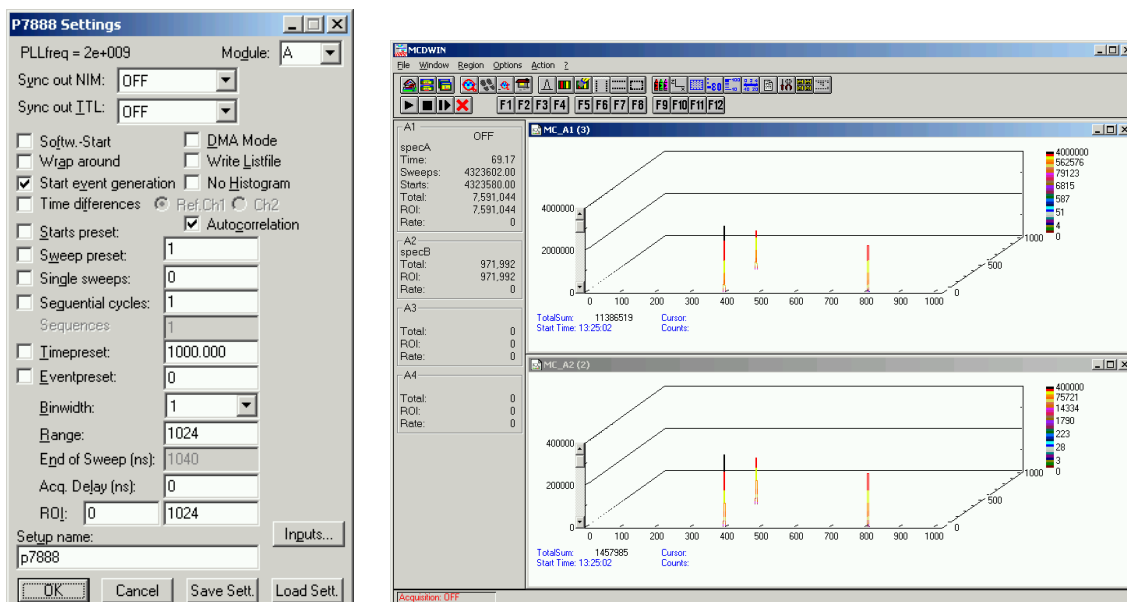 P7888 Settings
PLLfreq = 2e+009 Module: A
Sync out NIM: OFF
Sync out TTL: OFF
Softw.-Start DMA Mode
Wrap around Write Listfile
Start event generation No Histogram
Time differences Ref.Ch1 Ch2
Autocorrelation
Starts preset:
Sweep preset: 1
Single sweeps: 0
Sequential cycles: 1
Sequences 1
Timepreset: 1000.000
Eventpreset: 0
Binwidth: 1
Range: 1024
End of Sweep (ns): 1040
Acq. Delay (ns): 0
ROI: 0 1024
Setup name:
Inputs...
p7888
OK Cancel Save Sett. Load Sett.
MCDWIN
File Window Region Options Action ?
F1 F2 F3 F4 F5 F6 F7 F8 F9 F10 F11 F12
A1
OFF
specA
Time: 69.17
Sweeps: 4323602.00
Starts: 4323580.00
Total: 7,591,044
ROI: 7,591,044
Rate: 0
A2
specB
Total: 971,992
ROI: 971,992
Rate: 0
A3
Total: 0
ROI: 0
Rate: 0
A4
Total: 0
ROI: 0
Rate: 0
MC_A1 (3)
4000000
562576
79123
6815
587
51
4
0
4000000
2000000
0
0 100 200 300 400 500 600 700 800 900 1000
0
500
1000
TotalSum: 11386519 Cursor:
Start Time: 13:25:02 Counts:
MC_A2 (2)
400000
75721
14334
1790
223
28
3
0
400000
200000
0
0 100 200 300 400 500 600 700 800 900 1000
0
500
1000
TotalSum: 1457985 Cursor:
Start Time: 13:25:02 Counts:
Acquisition: OFF